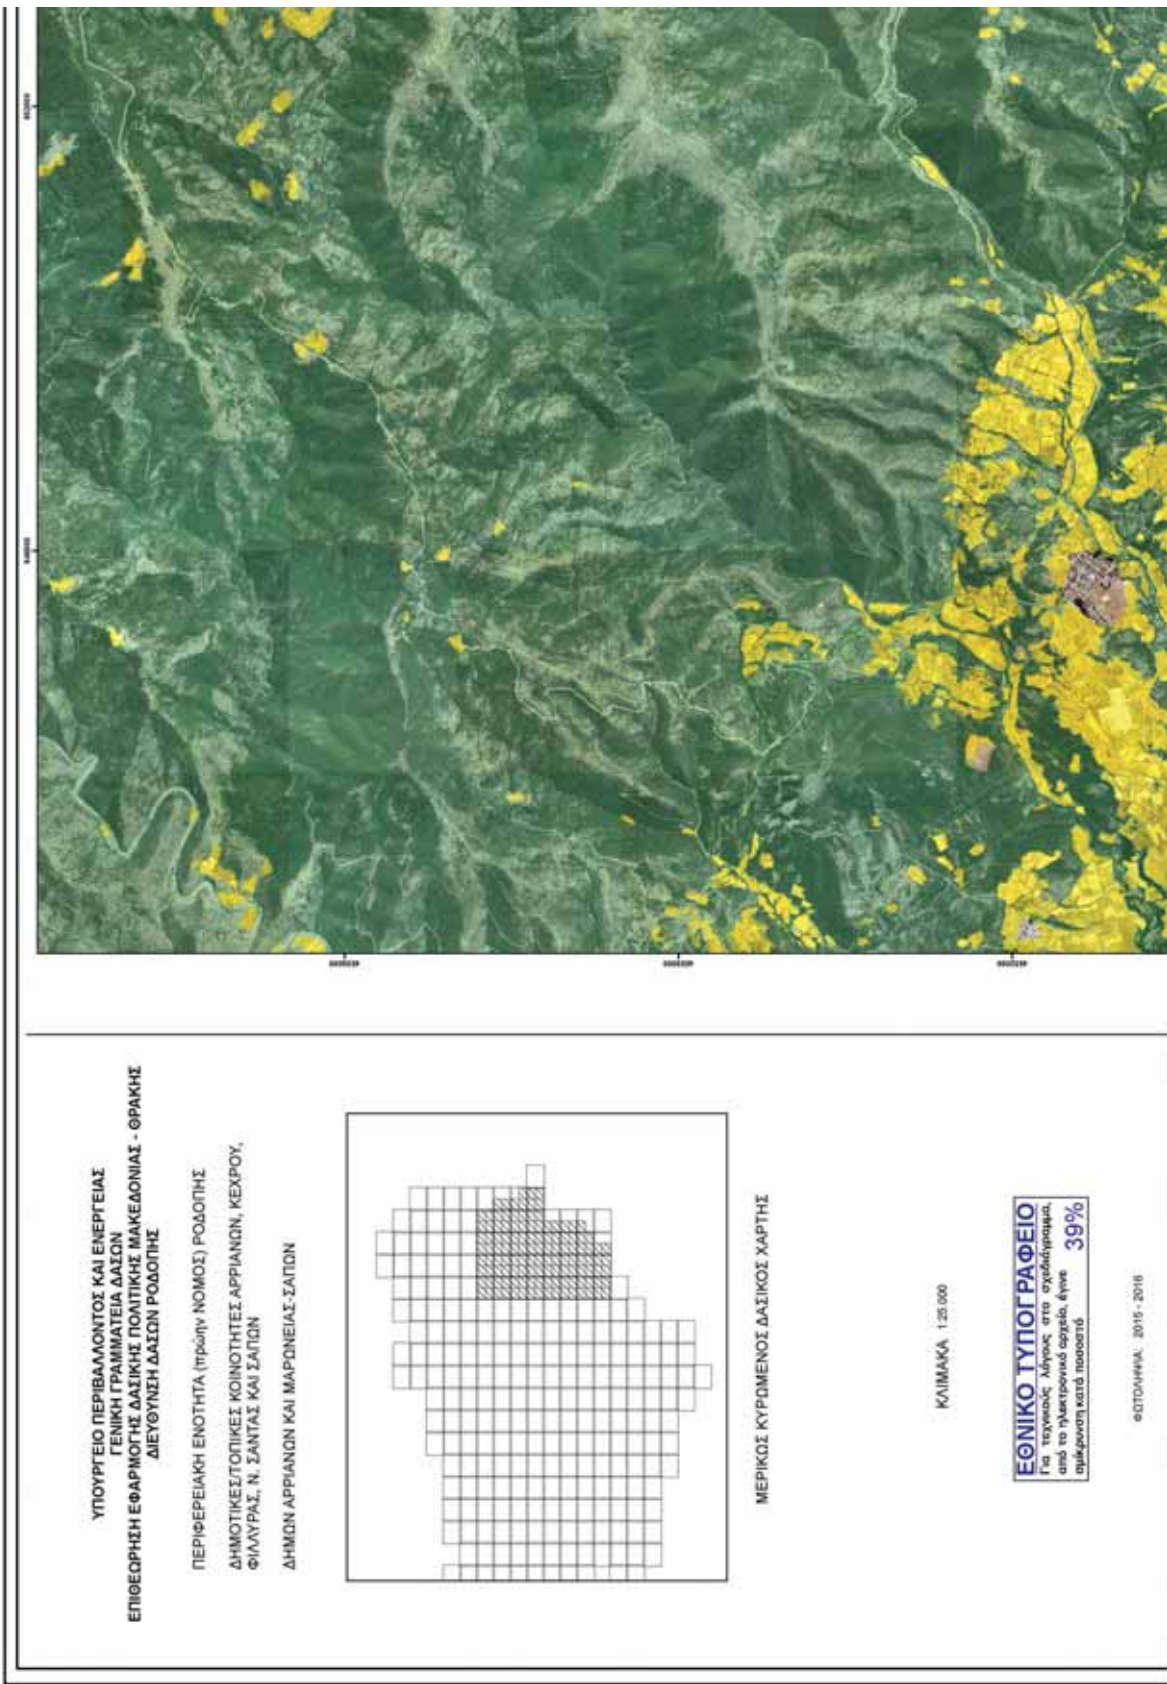 ΥΠΟΥΡΓΕΙΟ ΠΕΡΙΒΑΛΛΟΝΤΟΣ ΚΑΙ ΕΝΕΡΓΕΙΑΣ
ΓΕΝΙΚΗ ΓΡΑΜΜΑΤΕΙΑ ΔΑΣΩΝ
ΕΠΙΘΕΩΡΗΣΗ ΕΦΑΡΜΟΓΗΣ ΔΑΣΙΚΗΣ ΠΟΛΙΤΙΚΗΣ ΜΑΚΕΔΟΝΙΑΣ - ΘΡΑΚΗΣ
ΔΙΕΥΘΥΝΣΗ ΔΑΣΩΝ ΡΟΔΟΠΗΣ
ΠΕΡΙΦΕΡΕΙΑΚΗ ΕΝΟΤΗΤΑ (πρώην ΝΟΜΟΣ) ΡΟΔΟΠΗΣ
ΔΗΜΟΤΙΚΕΣ/ΤΟΠΙΚΕΣ ΚΟΙΝΟΤΗΤΕΣ ΑΡΡΙΑΝΩΝ, ΚΕΧΡΟΥ,
ΦΙΛΛΥΡΑΣ, Ν. ΣΑΝΤΑΣ ΚΑΙ ΣΑΠΩΝ
ΔΗΜΩΝ ΑΡΡΙΑΝΩΝ ΚΑΙ ΜΑΡΩΝΕΙΑΣ-ΣΑΠΩΝ
ΜΕΡΙΚΩΣ ΚΥΡΩΜΕΝΟΣ ΔΑΣΙΚΟΣ ΧΑΡΤΗΣ
ΚΛΙΜΑΚΑ 1:25.000
ΕΘΝΙΚΟ ΤΥΠΟΓΡΑΦΕΙΟ
Για τεχνικούς λόγους στο σχεδιάγραμμα,
από το ηλεκτρονικό αρχείο, έγινε
σμίκρυνση κατά ποσοστό 39%
ΦΩΤΟΛΗΨΙΑ: 2015 - 2016